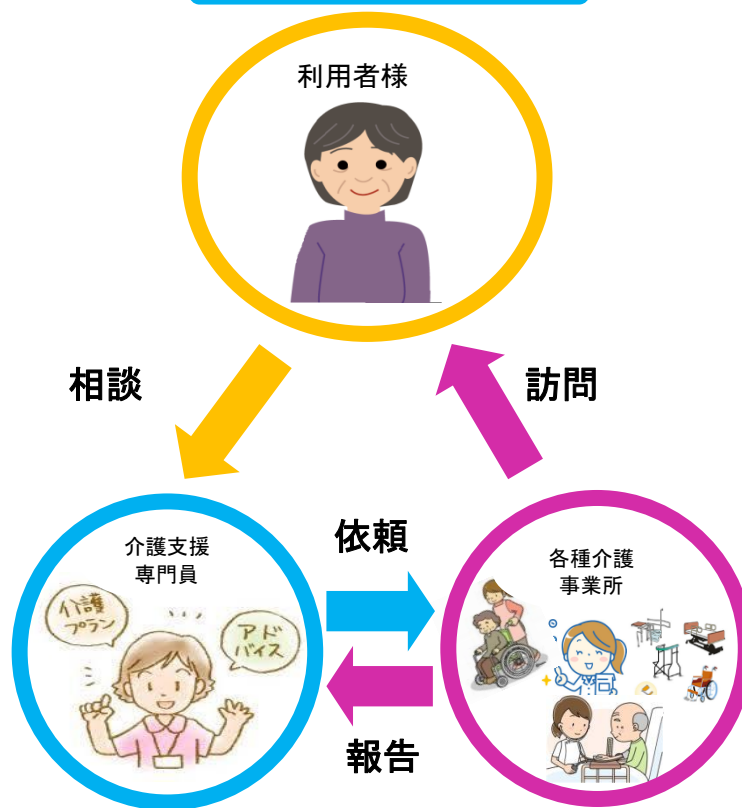 利用者様
相談
訪問
介護支援
専門員
介護
プラン
アド
バイス
依頼
報告
各種介護
事業所